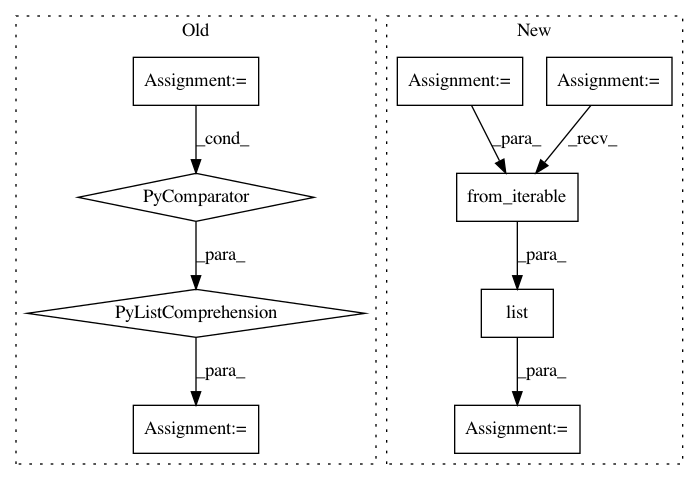 Old
New
Assignment:=
Assignment:=
Assignment:=
_cond_
_para_
_recv_
PyComparator
from_iterable
_para_
_para_
PyListComprehension
list
_para_
_para_
Assignment:=
Assignment:=